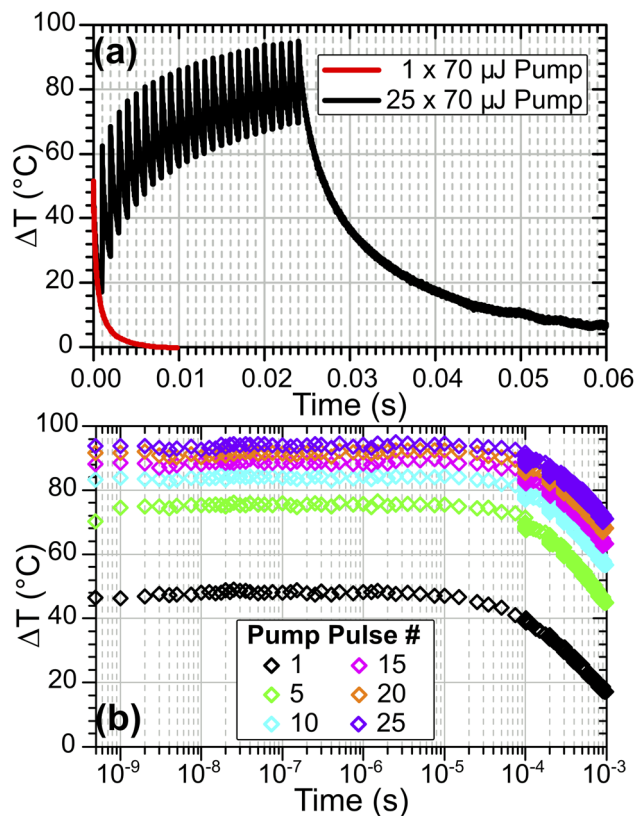 100
(a)
1 x 70 µJ Pump
25 x 70 µJ Pump
80
60
40
20
0
ΔT (°C)
0.00 0.01 0.02 0.03 0.04 0.05 0.06
Time (s)
100
80
60
40
20
0
ΔT (°C)
Pump Pulse #
1 15
5 20
10 25
(b)
10⁻⁹ 10⁻⁸ 10⁻⁷ 10⁻⁶ 10⁻⁵ 10⁻⁴ 10⁻³
Time (s)